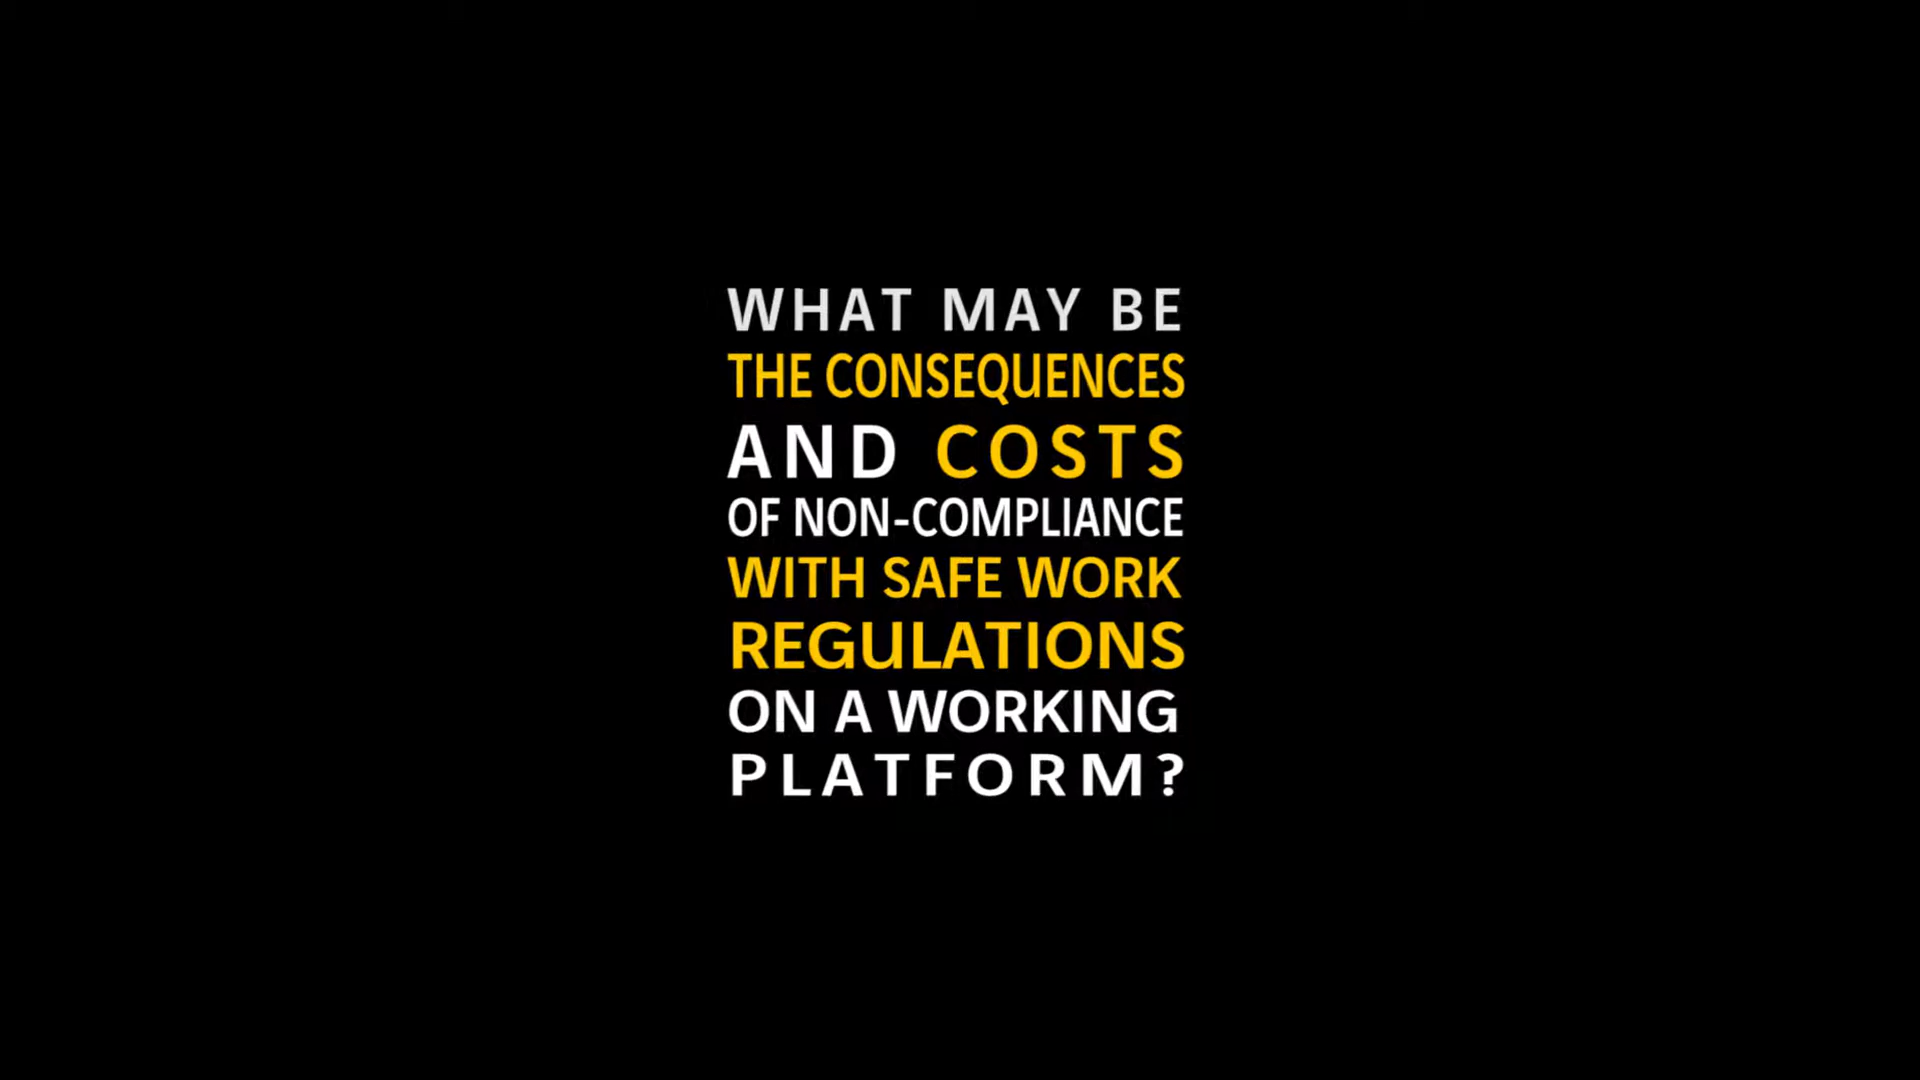 WHAT MAY BE
THE CONSEQUENCES
AND COSTS
OF NON-COMPLIANCE
WITH SAFE WORK
REGULATIONS
ON A WORKING
PLATFORM?